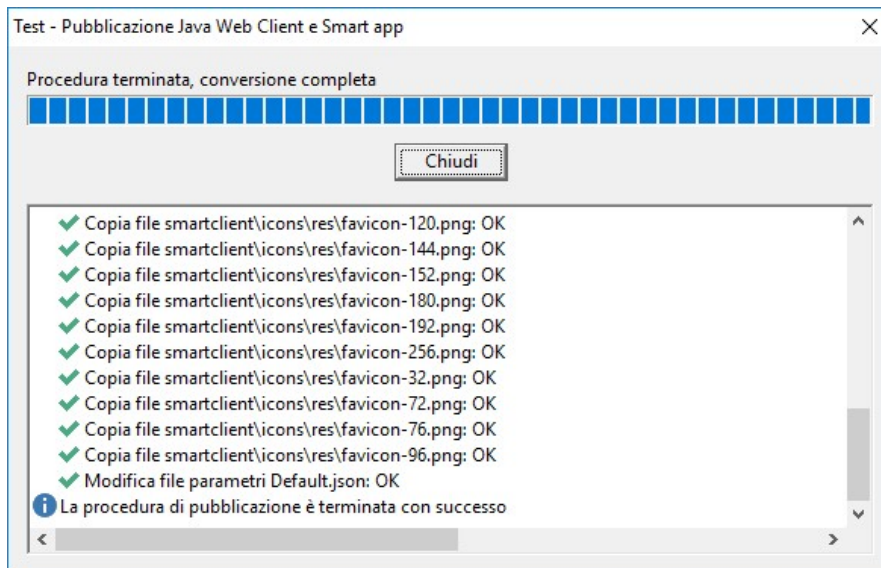 Test - Pubblicazione Java Web Client e Smart app
Procedura terminata, conversione completa
Chiudi
Copia file smartclient\icons\res\favicon-120.png: OK
Copia file smartclient\icons\res\favicon-144.png: OK
Copia file smartclient\icons\res\favicon-152.png: OK
Copia file smartclient\icons\res\favicon-180.png: OK
Copia file smartclient\icons\res\favicon-192.png: OK
Copia file smartclient\icons\res\favicon-256.png: OK
Copia file smartclient\icons\res\favicon-32.png: OK
Copia file smartclient\icons\res\favicon-72.png: OK
Copia file smartclient\icons\res\favicon-76.png: OK
Copia file smartclient\icons\res\favicon-96.png: OK
Modifica file parametri Default.json: OK
La procedura di pubblicazione è terminata con successo